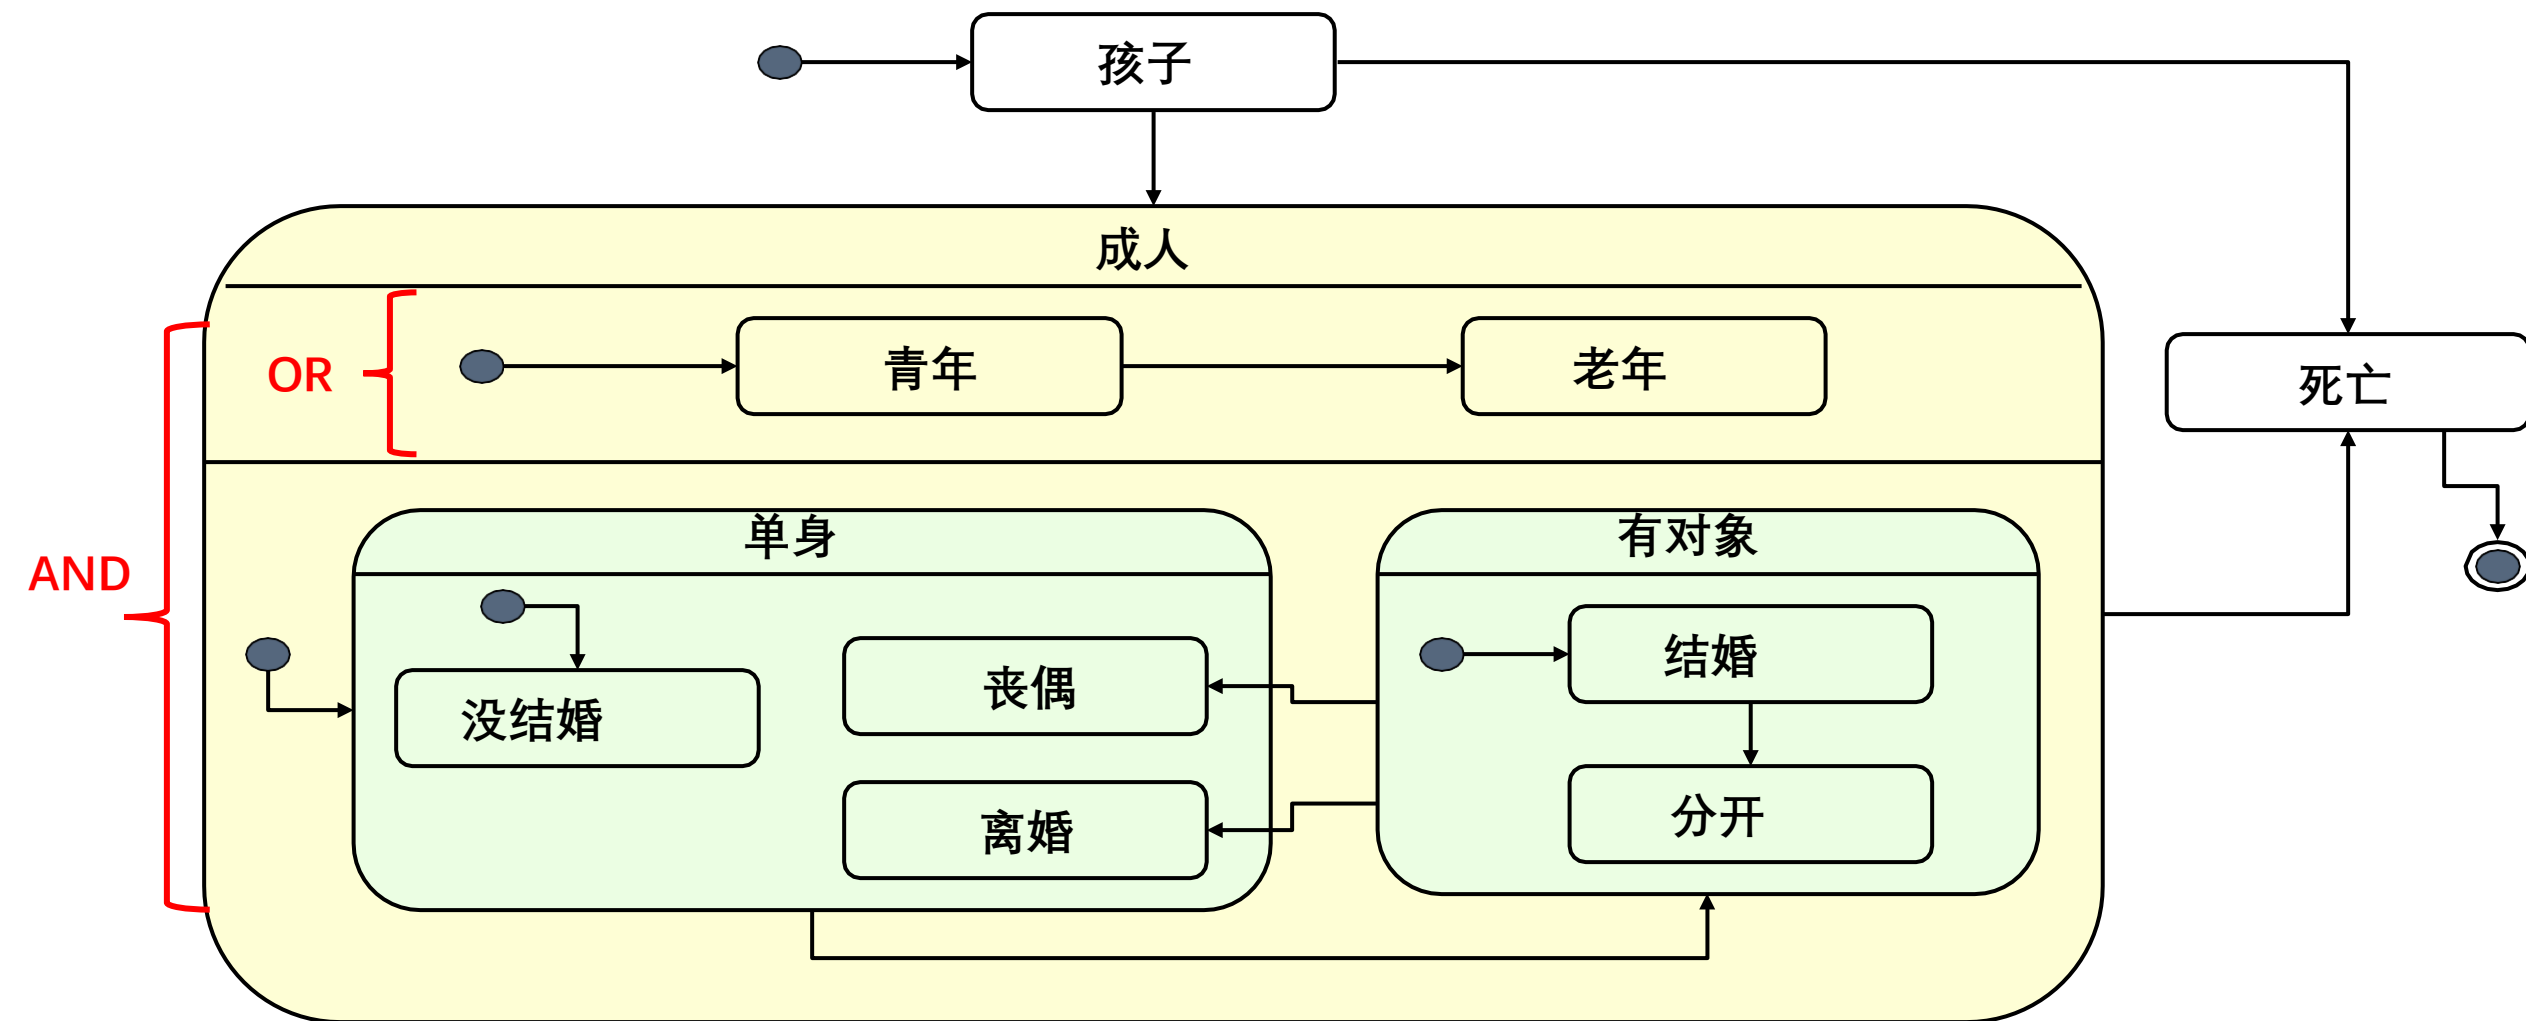 孩子
成人
OR
青年
老年
死亡
AND
单身
有对象
没结婚
丧偶
结婚
离婚
分开